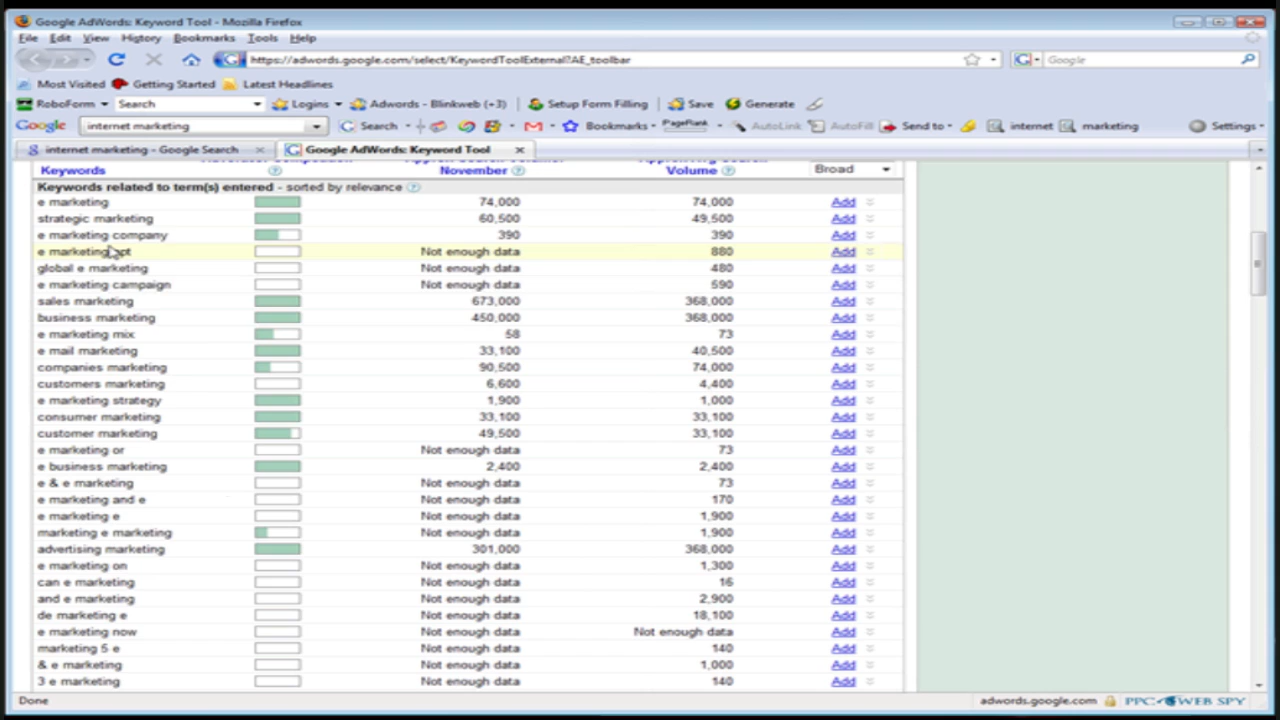 Google AdWords: Keyword Tool - Mozilla Firefox
File Edit View History Bookmarks Tools Help
https://adwords.google.com/select/KeywordToolExternal?AE_toolbar Google
Most Visited Getting Started Latest Headlines
RoboForm Search Logins Adwords - Blinkweb (+3) Setup Form Filling Save Generate
Google internet marketing Search Bookmarks PageRank AutoLink AutoFill Send to internet marketing Settings
internet marketing - Google Search Google AdWords: Keyword Tool
Keywords November Volume Broad
Keywords related to term(s) entered - sorted by relevance
e marketing 74,000 74,000 Add
strategic marketing 60,500 49,500 Add
e marketing company 390 390 Add
e marketing Not enough data 880 Add
global e marketing Not enough data 480 Add
e marketing campaign Not enough data 590 Add
sales marketing 673,000 368,000 Add
business marketing 450,000 368,000 Add
e marketing mix 58 73 Add
e mail marketing 33,100 40,500 Add
companies marketing 90,500 74,000 Add
customers marketing 6,600 4,400 Add
e marketing strategy 1,900 1,000 Add
consumer marketing 33,100 33,100 Add
customer marketing 49,500 33,100 Add
e marketing or Not enough data 73 Add
e business marketing 2,400 2,400 Add
e & e marketing Not enough data 73 Add
e marketing and e Not enough data 170 Add
e marketing e Not enough data 1,900 Add
marketing e marketing Not enough data 1,900 Add
advertising marketing 301,000 368,000 Add
e marketing on Not enough data 1,300 Add
can e marketing Not enough data 16 Add
and e marketing Not enough data 2,900 Add
de marketing e Not enough data 18,100 Add
e marketing now Not enough data Not enough data Add
marketing 5 e Not enough data 140 Add
& e marketing Not enough data 1,000 Add
3 e marketing Not enough data 140 Add
Done adwords.google.com PPC WEB SPY